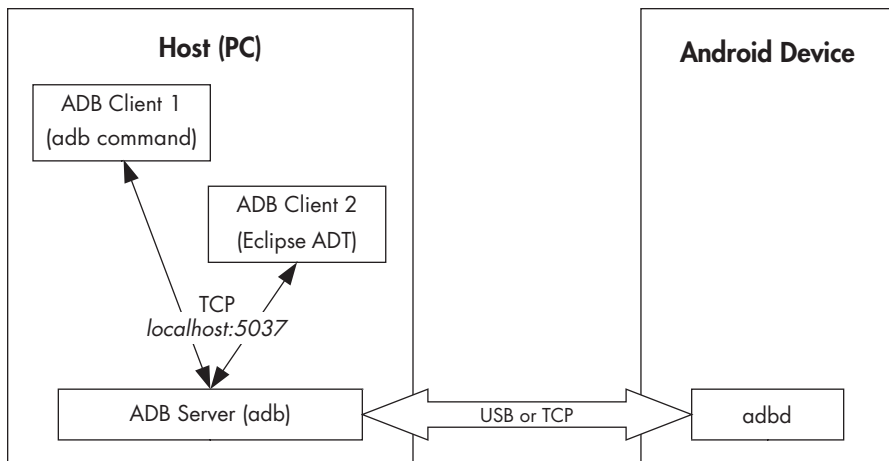 Host (PC)
Android Device
ADB Client 1
(adb command)
ADB Client 2
(Eclipse ADT)
TCP
localhost:5037
ADB Server (adb)
USB or TCP
adbd